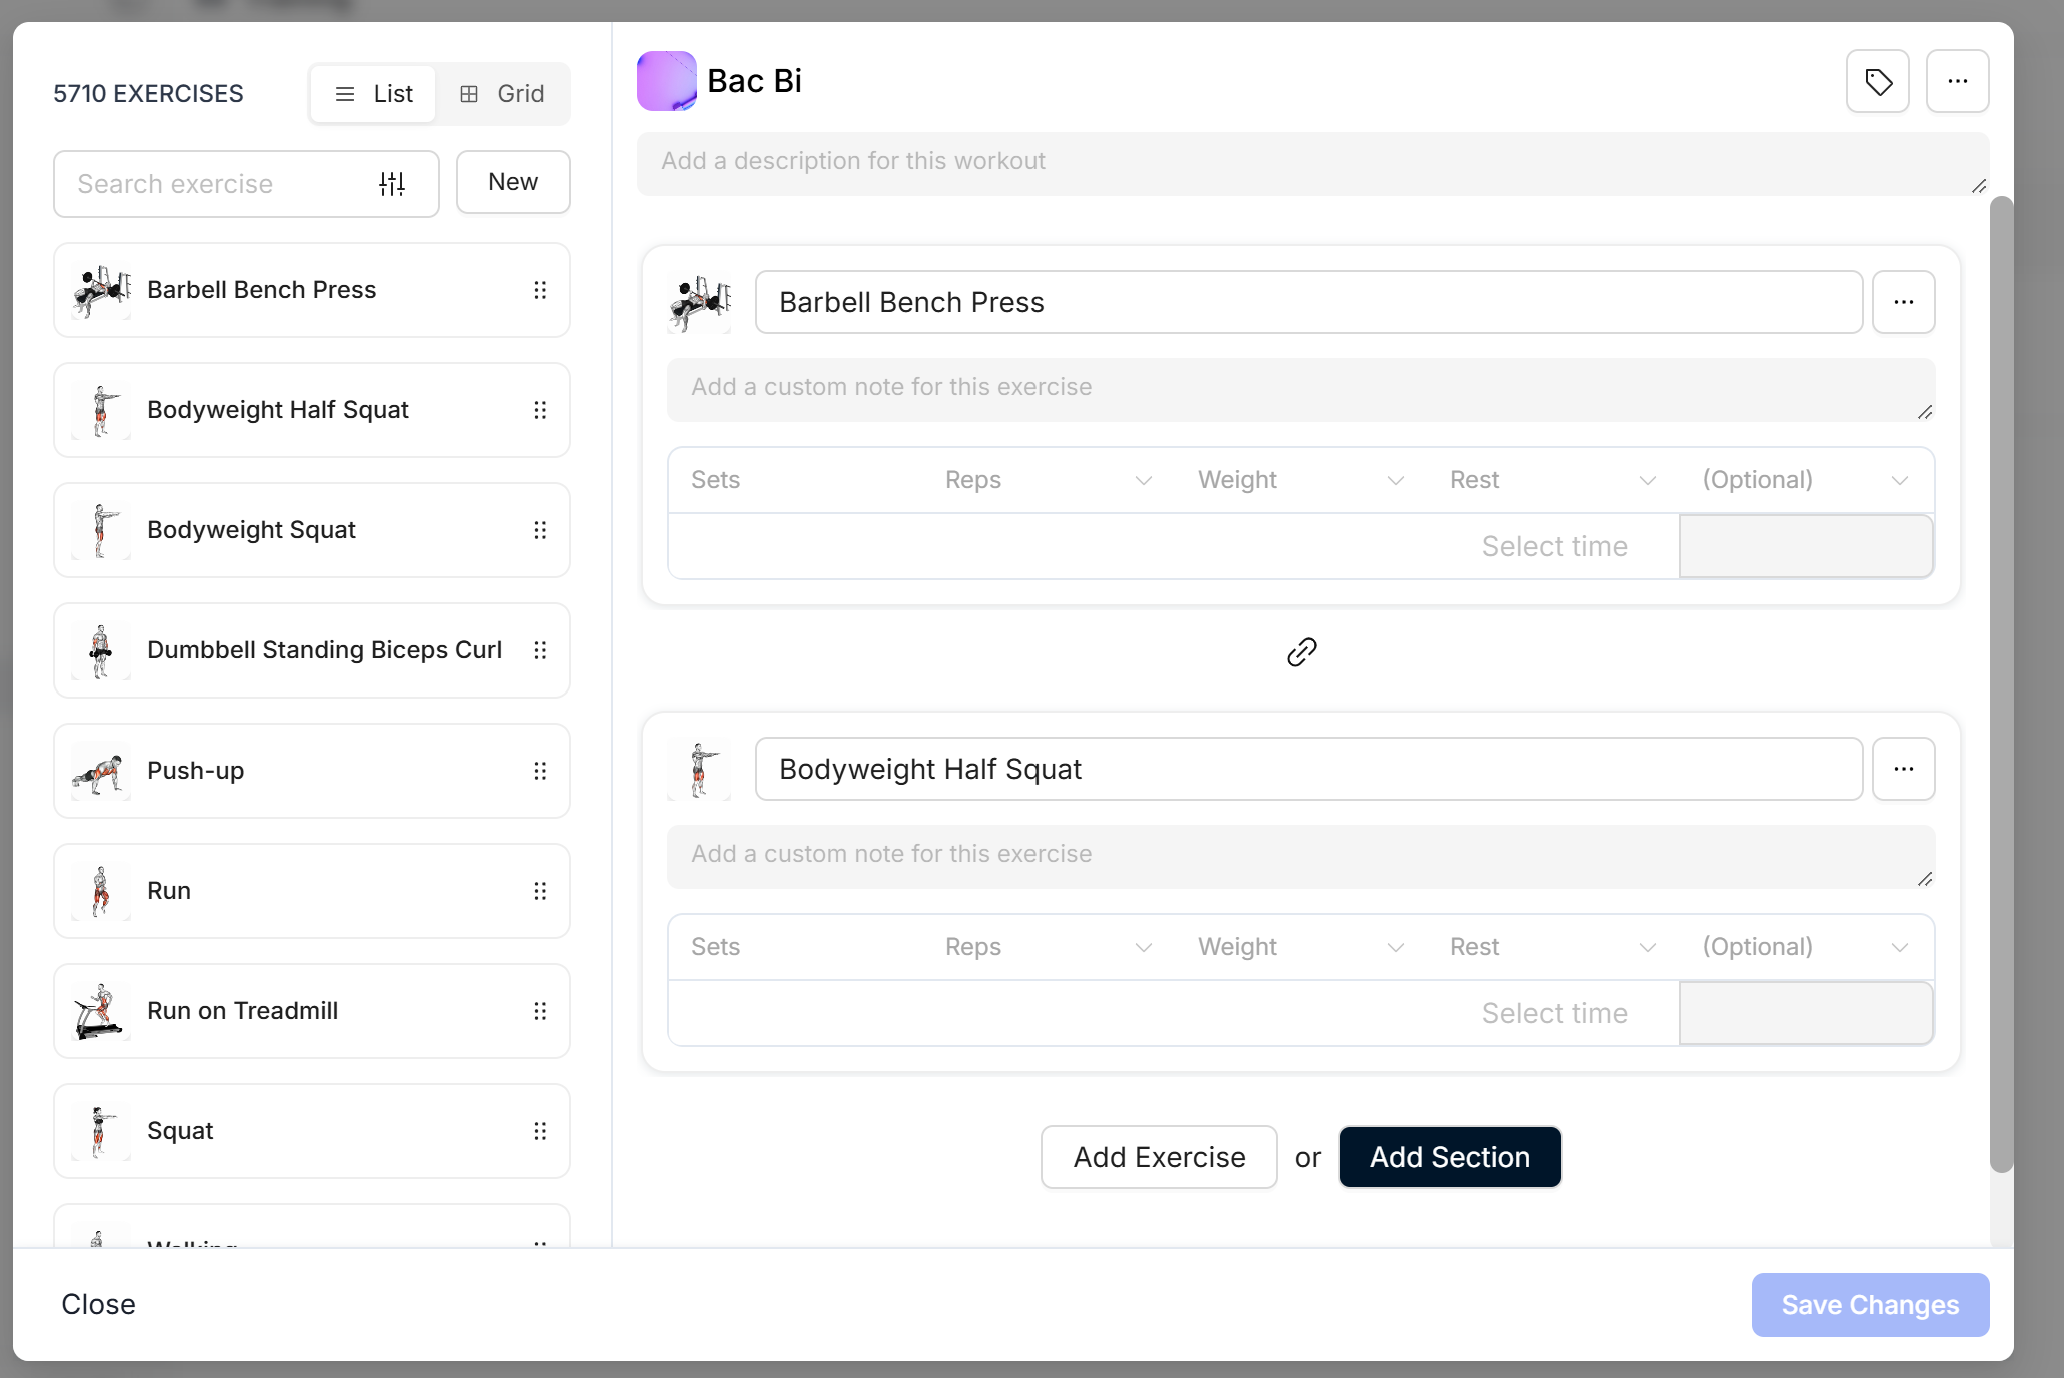 5710 EXERCISES
List
Grid
Search exercise
New
Barbell Bench Press
Bodyweight Half Squat
Bodyweight Squat
Dumbbell Standing Biceps Curl
Push-up
Run
Run on Treadmill
Squat
Walking
Close
Bac Bi
Add a description for this workout
Barbell Bench Press
Add a custom note for this exercise
Sets Reps Weight Rest (Optional)
Select time
Bodyweight Half Squat
Add a custom note for this exercise
Sets Reps Weight Rest (Optional)
Select time
Add Exercise or Add Section
Save Changes